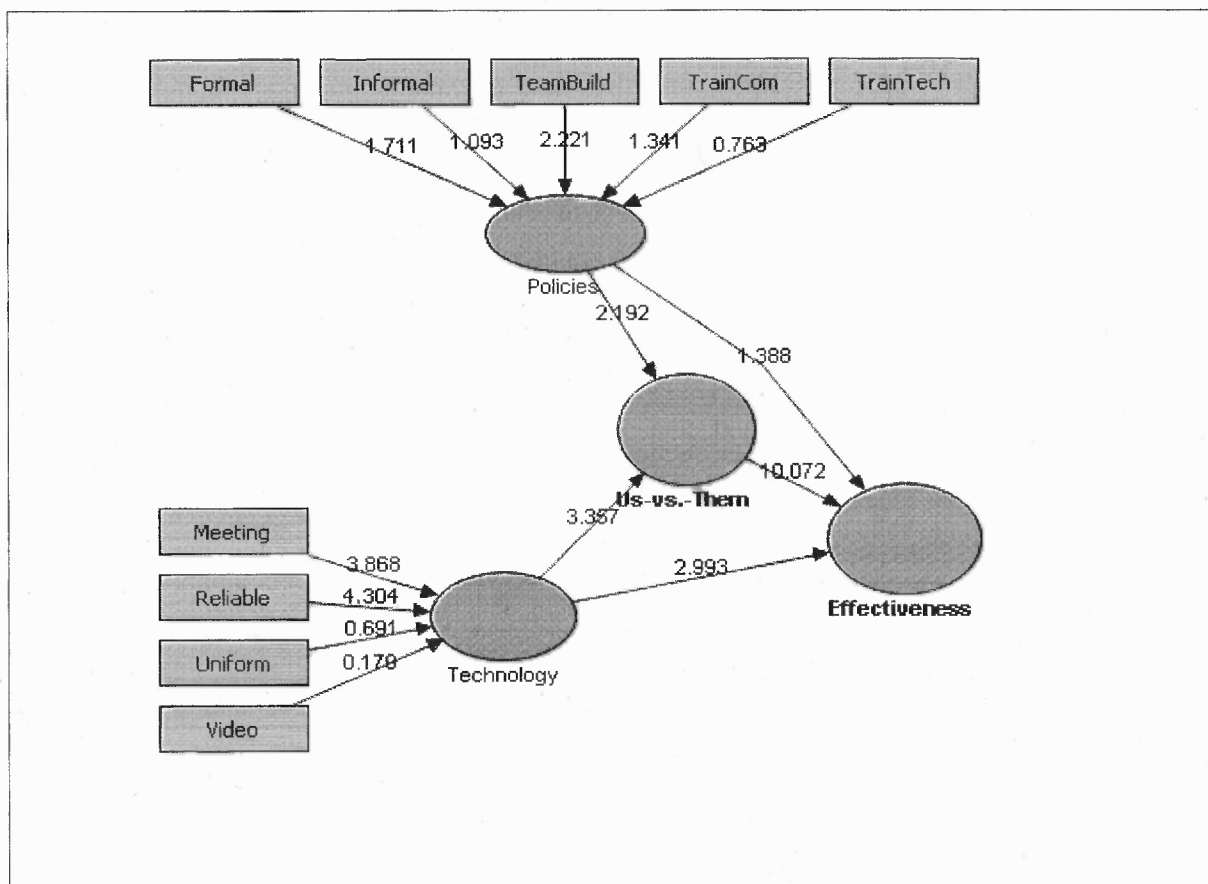 Formal
Informal
TeamBuild
TrainCom
TrainTech
1.711
1.093
2.221
1.341
0.763
Policies
2.192
1.388
Us-vs.-Them
10.072
3.357
2.993
Effectiveness
Meeting
Reliable
Uniform
Video
3.868
4.304
0.691
0.179
Technology